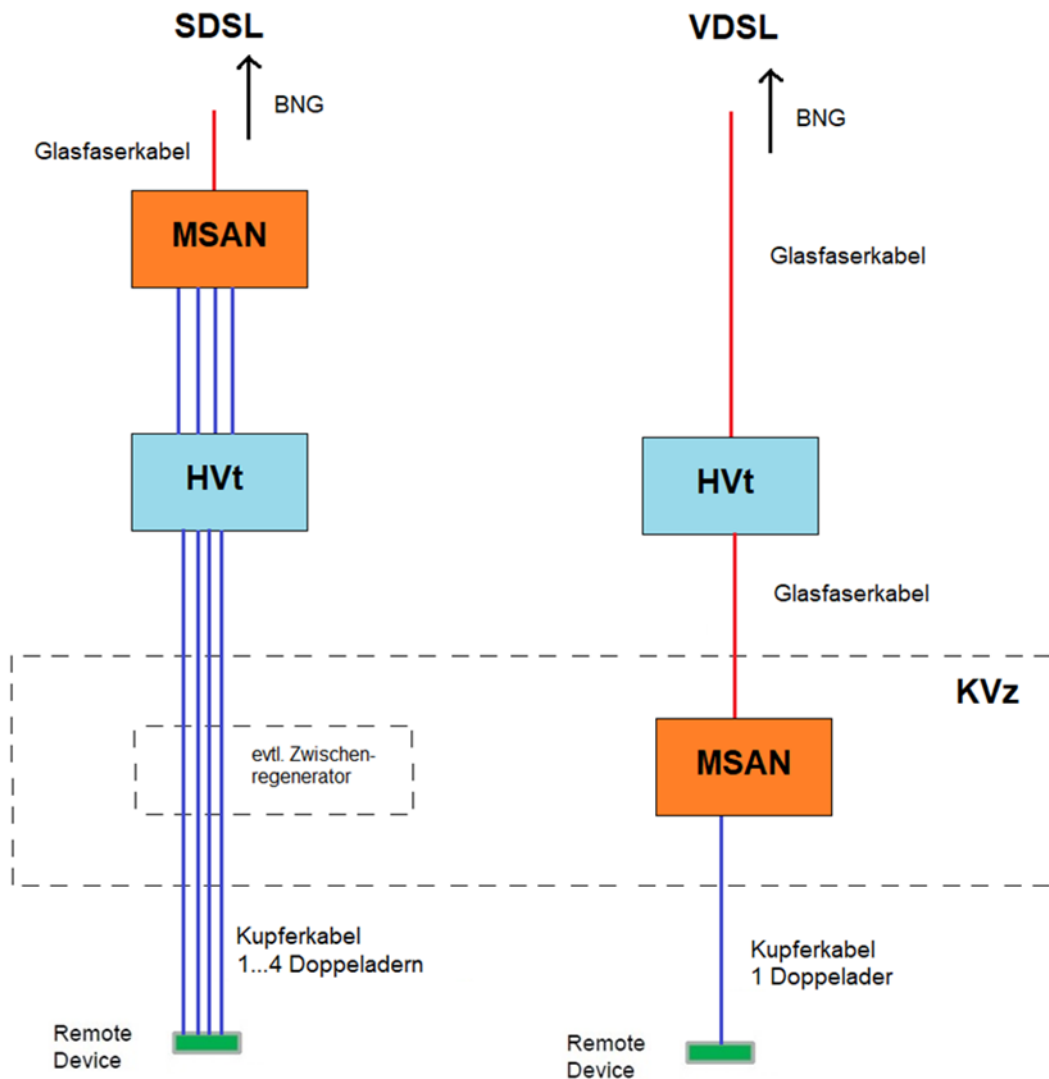 SDSL
BNG
Glasfaserkabel
MSAN
HVt
evtl. Zwischen-
regenerator
Kupferkabel
1...4 Doppeladern
Remote
Device
VDSL
BNG
Glasfaserkabel
HVt
Glasfaserkabel
KVz
MSAN
Kupferkabel
1 Doppelader
Remote
Device